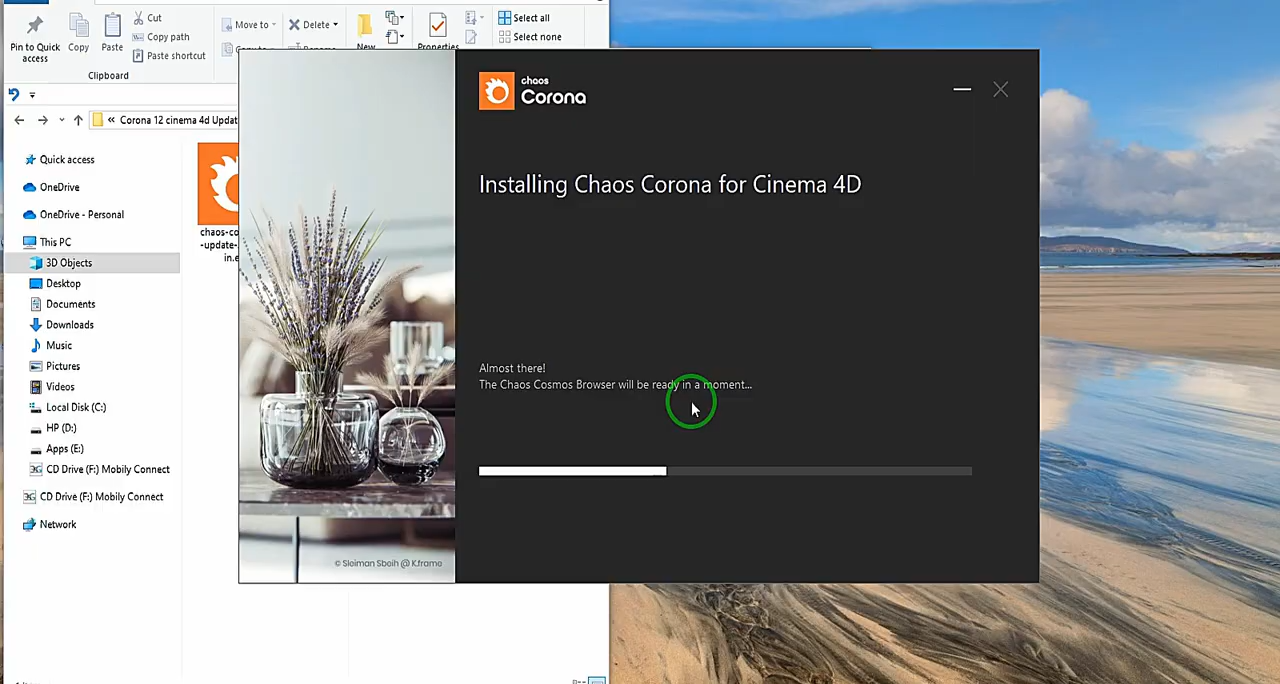 Pin to Quick
access
Copy
Paste
Cut
Copy path
Paste shortcut
Clipboard
Move to
Delete
New
Properties
Select all
Select none
« Corona 12 cinema 4d Updat
Quick access
OneDrive
OneDrive - Personal
This PC
3D Objects
Desktop
Documents
Downloads
Music
Pictures
Videos
Local Disk (C:)
HP (D:)
Apps (E:)
CD Drive (F:) Mobily Connect
CD Drive (F:) Mobily Connect
Network
chaos-co
-update-
in.e
chaos
Corona
Installing Chaos Corona for Cinema 4D
Almost there!
The Chaos Cosmos Browser will be ready in a moment...
© Sleiman Sbeih @ K.frame